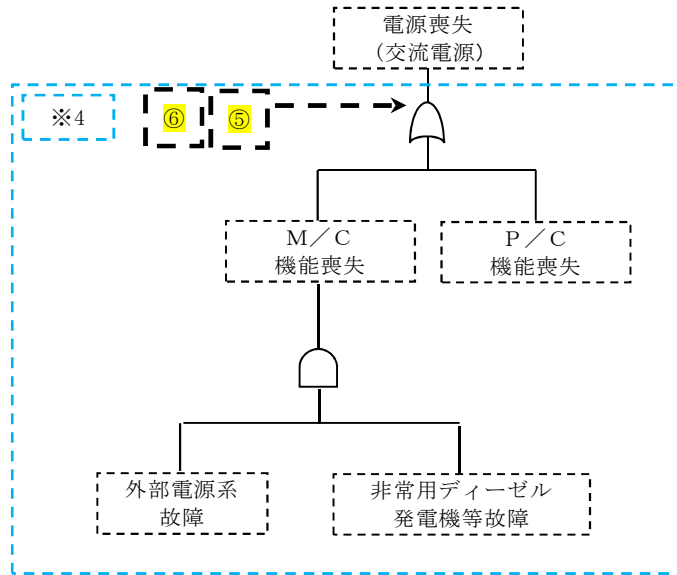 電源喪失
(交流電源)
※4
⑥
⑤
M／C
機能喪失
P／C
機能喪失
外部電源系
故障
非常用ディーゼル
発電機等故障